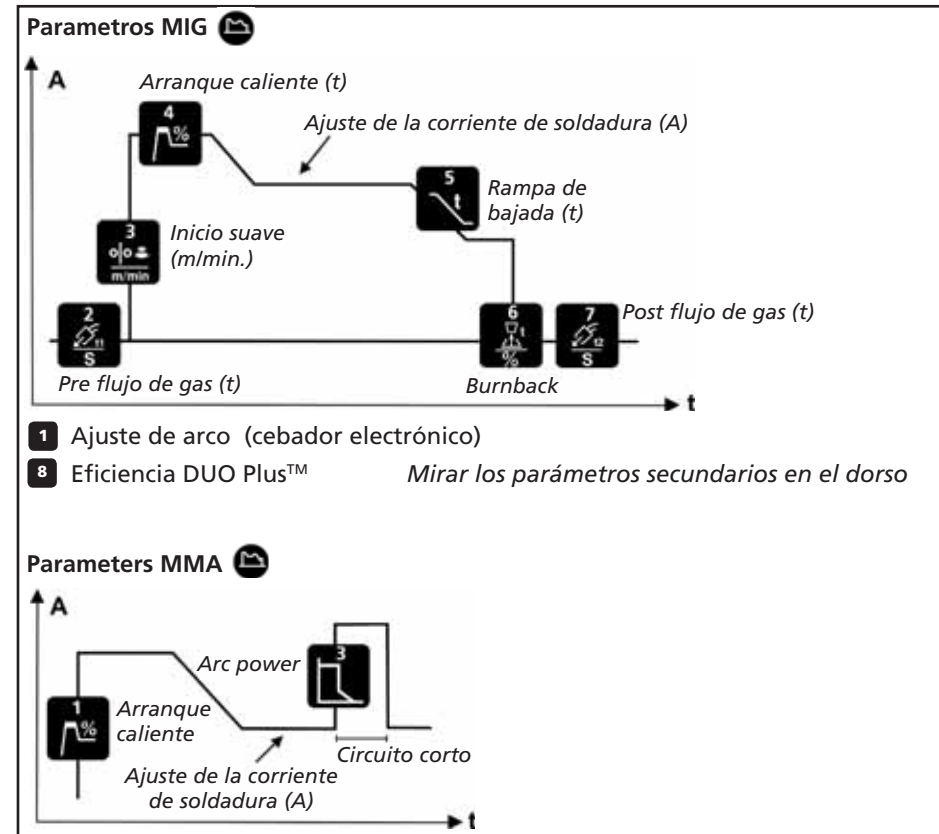 Parametros MIG
A
Arranque caliente (t)
4
%
Ajuste de la corriente de soldadura (A)
5
t
Rampa de
bajada (t)
3
m/min
Inicio suave
(m/min.)
2
11
S
Pre flujo de gas (t)
6
t
%
Burnback
7
12
S
Post flujo de gas (t)
t
1 Ajuste de arco (cebador electrónico)
8 Eficiencia DUO Plus™ Mirar los parámetros secundarios en el dorso
Parameters MMA
A
1
%
Arranque
caliente
Arc power
3
Circuito corto
Ajuste de la corriente
de soldadura (A)
t